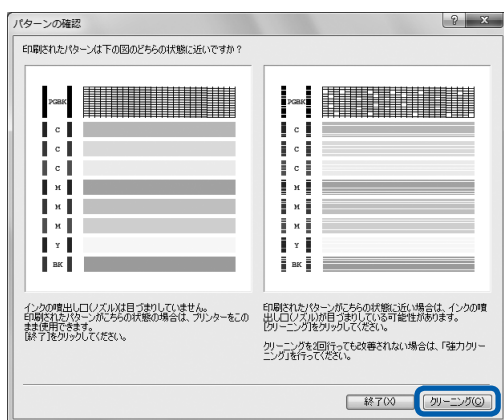 パターンの確認
印刷されたパターンは下の図のどちらの状態に近いですか？
PGBK
C
C
C
M
M
M
Y
BK
PGBK
C
C
C
M
M
M
Y
BK
インクの噴出し口(ノズル)は目づまりしていません。
印刷されたパターンがこちらの状態の場合は、プリンターをこの
まま使用できます。
[終了]をクリックしてください。
印刷されたパターンがこちらの状態に近い場合は、インクの噴
出し口(ノズル)が目づまりしている可能性があります。
[クリーニング]をクリックしてください。
クリーニングを2回行っても改善されない場合は、「強力クリー
ニング」を行ってください。
終了(X)
クリーニング(C)